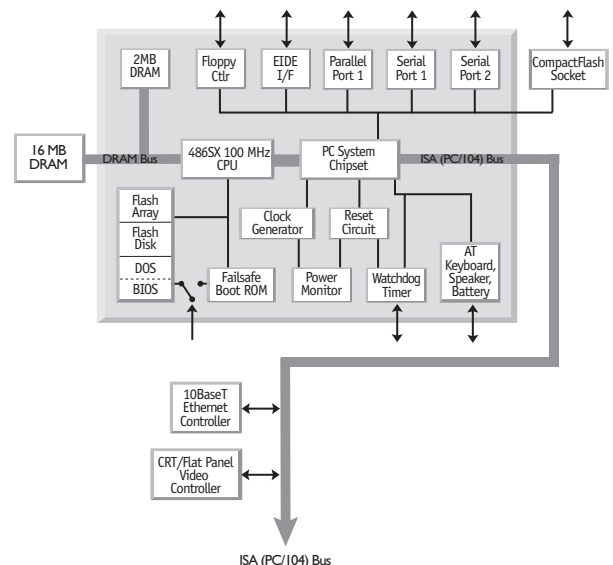 2MB
DRAM
Floppy
Ctlr
EIDE
I/F
Parallel
Port 1
Serial
Port 1
Serial
Port 2
CompactFlash
Socket
16 MB
DRAM
DRAM Bus
486SX 100 MHz
CPU
PC System
Chipset
ISA (PC/104) Bus
Flash
Array
Flash
Disk
DOS
BIOS
Clock
Generator
Reset
Circuit
Failsafe
Boot ROM
Power
Monitor
Watchdog
Timer
AT
Keyboard,
Speaker,
Battery
10BaseT
Ethernet
Controller
CRT/Flat Panel
Video
Controller
ISA (PC/104) Bus